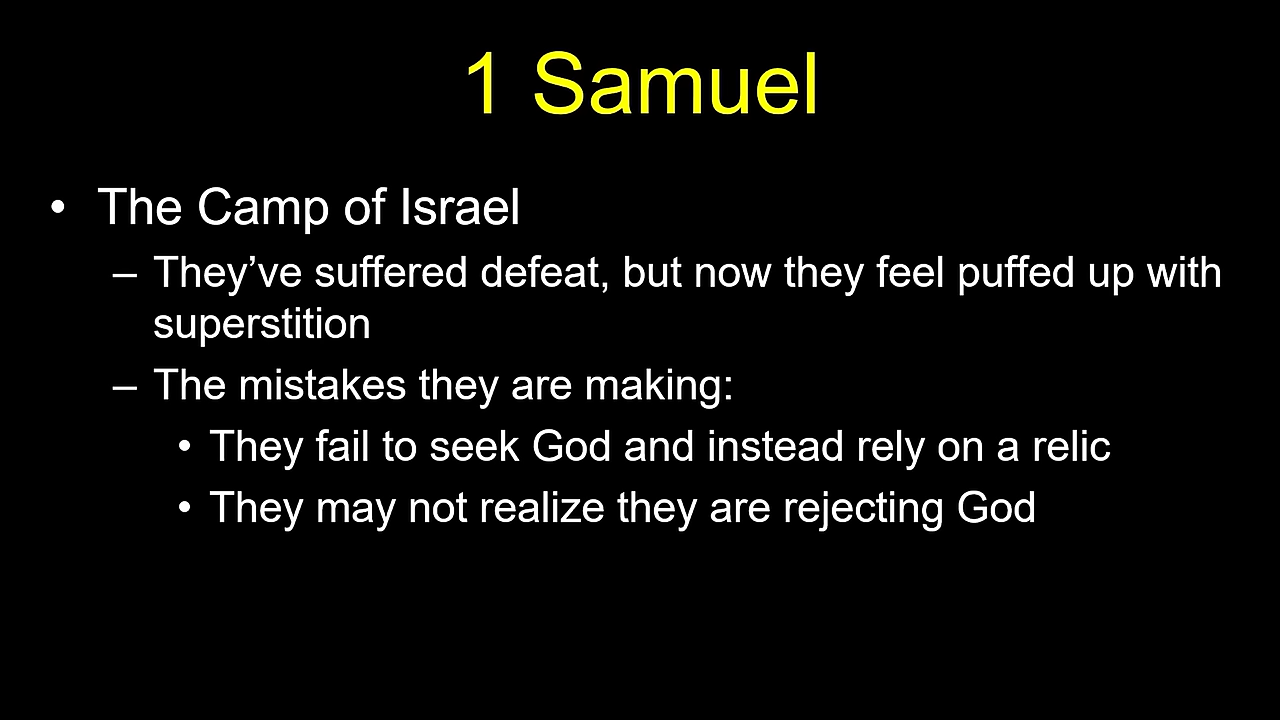 1 Samuel
• The Camp of Israel
– They’ve suffered defeat, but now they feel puffed up with
superstition
– The mistakes they are making:
• They fail to seek God and instead rely on a relic
• They may not realize they are rejecting God